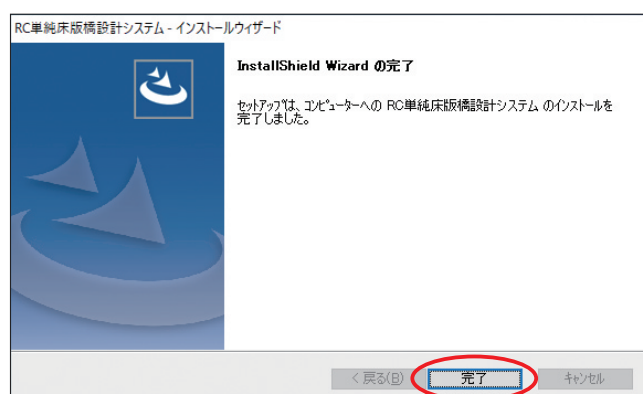 RC単純床版橋設計システム - インストールウィザード
InstallShield Wizard の完了
ｾｯﾄｱｯﾌﾟは、ｺﾝﾋﾟｭｰﾀｰへの RC単純床版橋設計システム のインストールを
完了しました。
< 戻る(B) 完了 ｷｬﾝｾﾙ